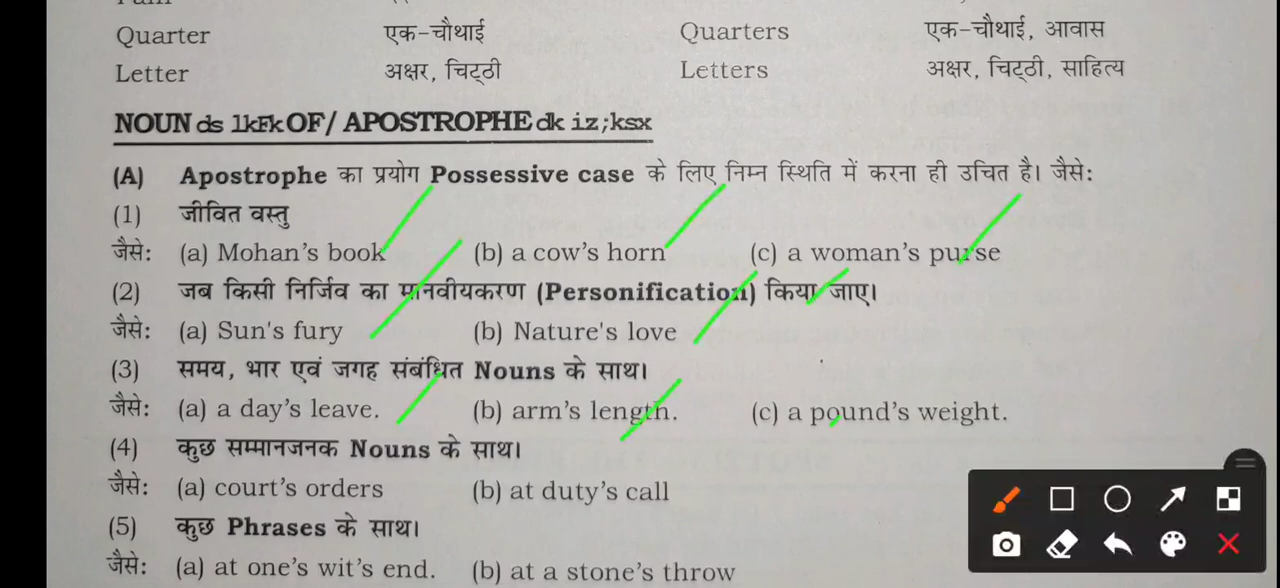 Quarter एक-चौथाई Quarters एक-चौथाई, आवास
Letter अक्षर, चिट्ठी Letters अक्षर, चिट्ठी, साहित्य
NOUN ds lkFk OF/ APOSTROPHE dk iz;ksx
(A) Apostrophe का प्रयोग Possessive case के लिए निम्न स्थिति में करना ही उचित है। जैसे:
(1) जीवित वस्तु
जैसे: (a) Mohan's book (b) a cow's horn (c) a woman's purse
(2) जब किसी निर्जिव का मानवीयकरण (Personification) किया जाए।
जैसे: (a) Sun's fury (b) Nature's love
(3) समय, भार एवं जगह संबंधित Nouns के साथ।
जैसे: (a) a day's leave. (b) arm's length. (c) a pound's weight.
(4) कुछ सम्मानजनक Nouns के साथ।
जैसे: (a) court's orders (b) at duty's call
(5) कुछ Phrases के साथ।
जैसे: (a) at one's wit's end. (b) at a stone's throw